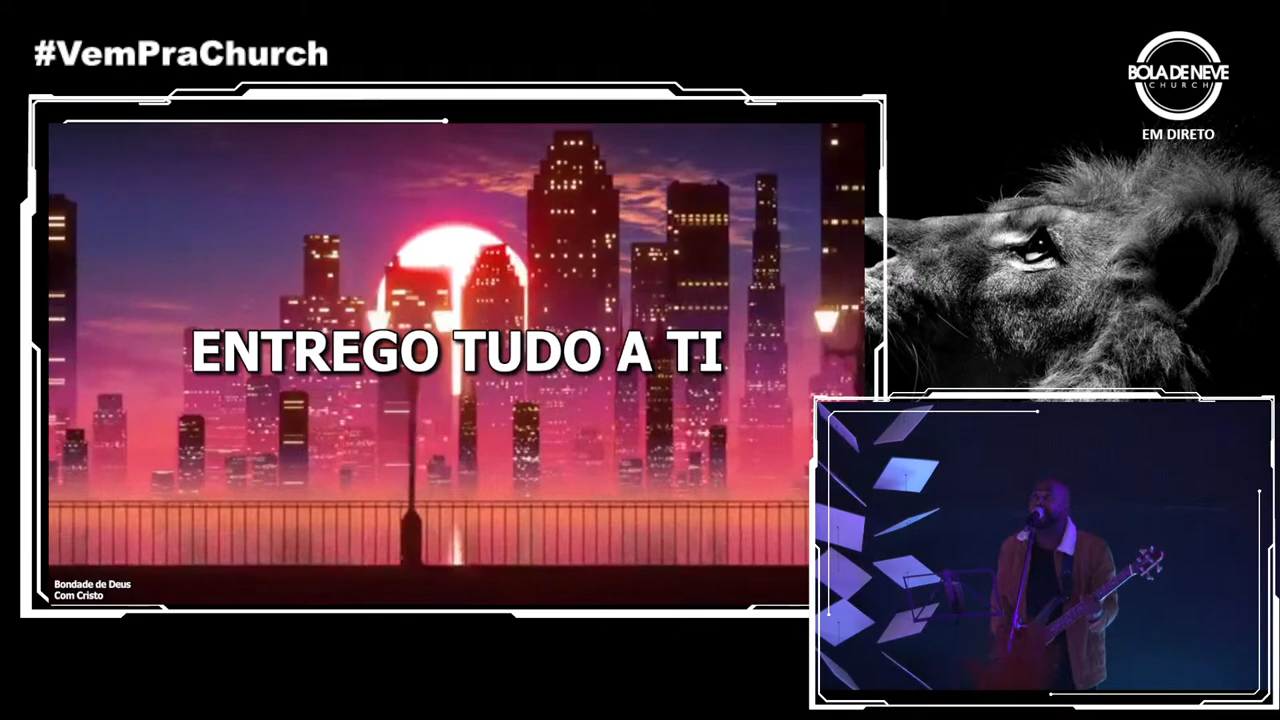 #VemPraChurch
BOLA DE NEVE
CHURCH
EM DIRETO
ENTREGO TUDO A TI
Bondade de Deus
Com Cristo